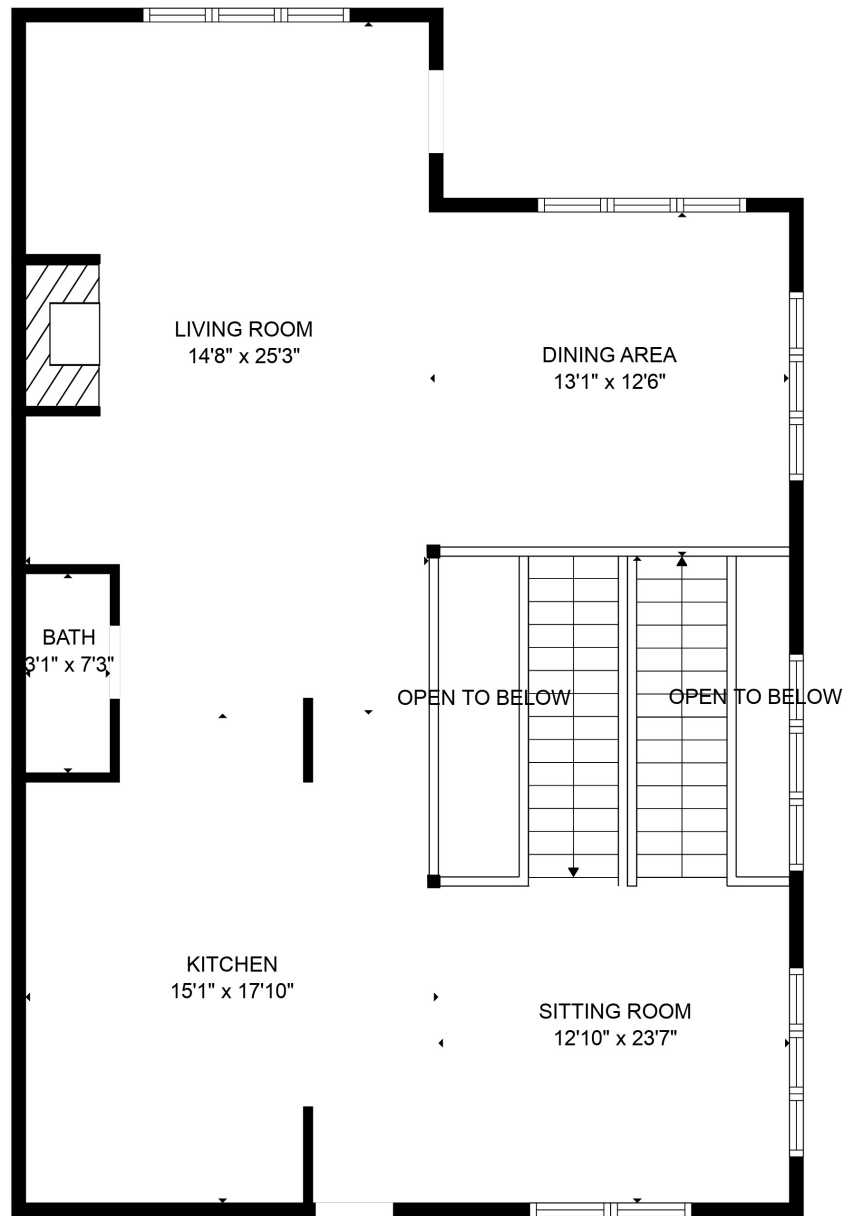 LIVING ROOM
14'8" x 25'3"
DINING AREA
13'1" x 12'6"
BATH
3'1" x 7'3"
OPEN TO BELOW
OPEN TO BELOW
KITCHEN
15'1" x 17'10"
SITTING ROOM
12'10" x 23'7"